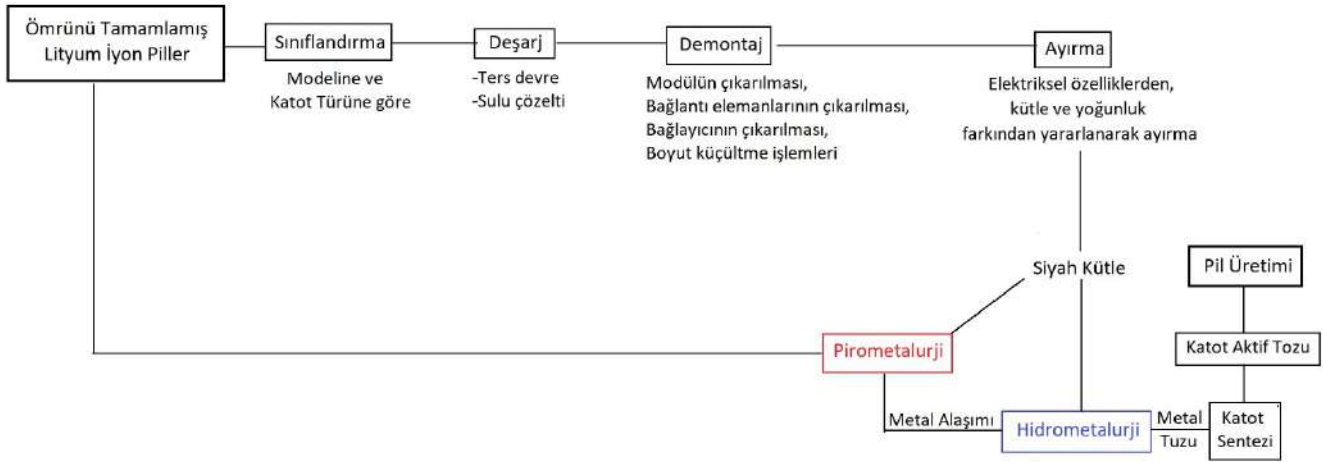 Ömrünü Tamamlamış
Lityum İyon Piller
Sınıflandırma
Modeline ve
Katot Türüne göre
Deşarj
-Ters devre
-Sulu çözelti
Demontaj
Modülün çıkarılması,
Bağlantı elemanlarının çıkarılması,
Bağlayıcının çıkarılması,
Boyut küçültme işlemleri
Ayırma
Elektriksel özelliklerden,
kütle ve yoğunluk
farkından yararlanarak ayırma
Siyah Kütle
Pirometalurji
Metal Alaşımı
Hidrometalurji
Metal
Tuzu
Katot
Sentezi
Katot Aktif Tozu
Pil Üretimi